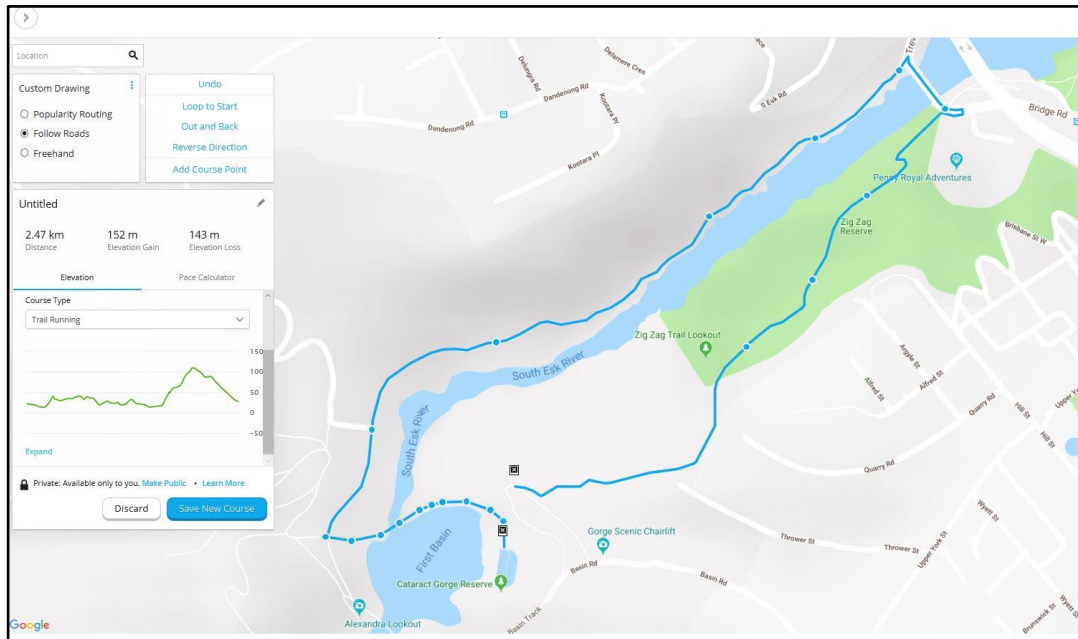 Location
Custom Drawing
Popularity Routing
Follow Roads
Freehand
Undo
Loop to Start
Out and Back
Reverse Direction
Add Course Point
Untitled
2.47 km
Distance
152 m
Elevation Gain
143 m
Elevation Loss
Elevation
Pace Calculator
Course Type
Trail Running
150
100
50
0
-50
Expand
Private: Available only to you. Make Public • Learn More
Discard
Save New Course
Google
Delungra Rd
Delamere Cres
Dandenong Rd
Dandenong Rd
Kootara Pl
Kootara Pl
S Esk Rd
Trev
Bridge Rd
Penny Royal Adventures
Zig Zag
Reserve
Brisbane St W
Zig Zag Trail Lookout
South Esk River
South Esk River
Argyle St
Alfred St
Alfred St
Quarry Rd
Quarry Rd
Hill St
Hill St
Upper Yo
First Basin
Gorge Scenic Chairlift
Cataract Gorge Reserve
Alexandra Lookout
Basin Rd
Basin Rd
Basin Track
Thrower St
Thrower St
Upper York St
Wyett St
Wyett St
Brunswick St